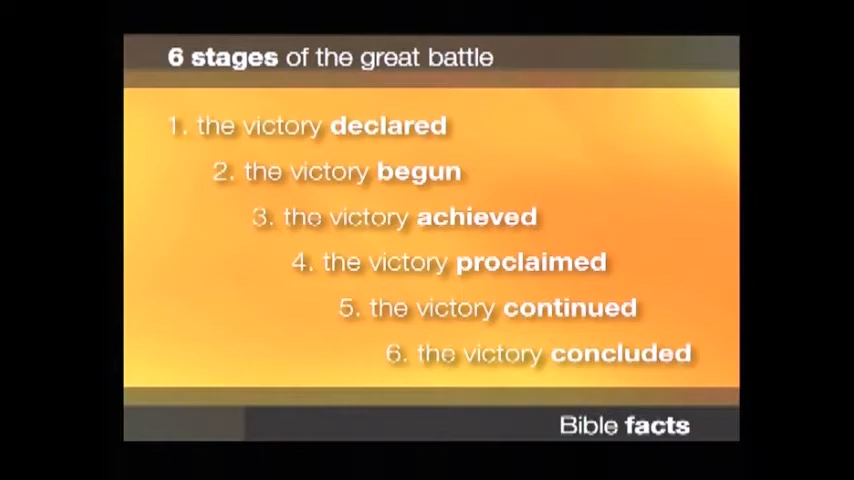 6 stages of the great battle
1. the victory declared
2. the victory begun
3. the victory achieved
4. the victory proclaimed
5. the victory continued
6. the victory concluded
Bible facts